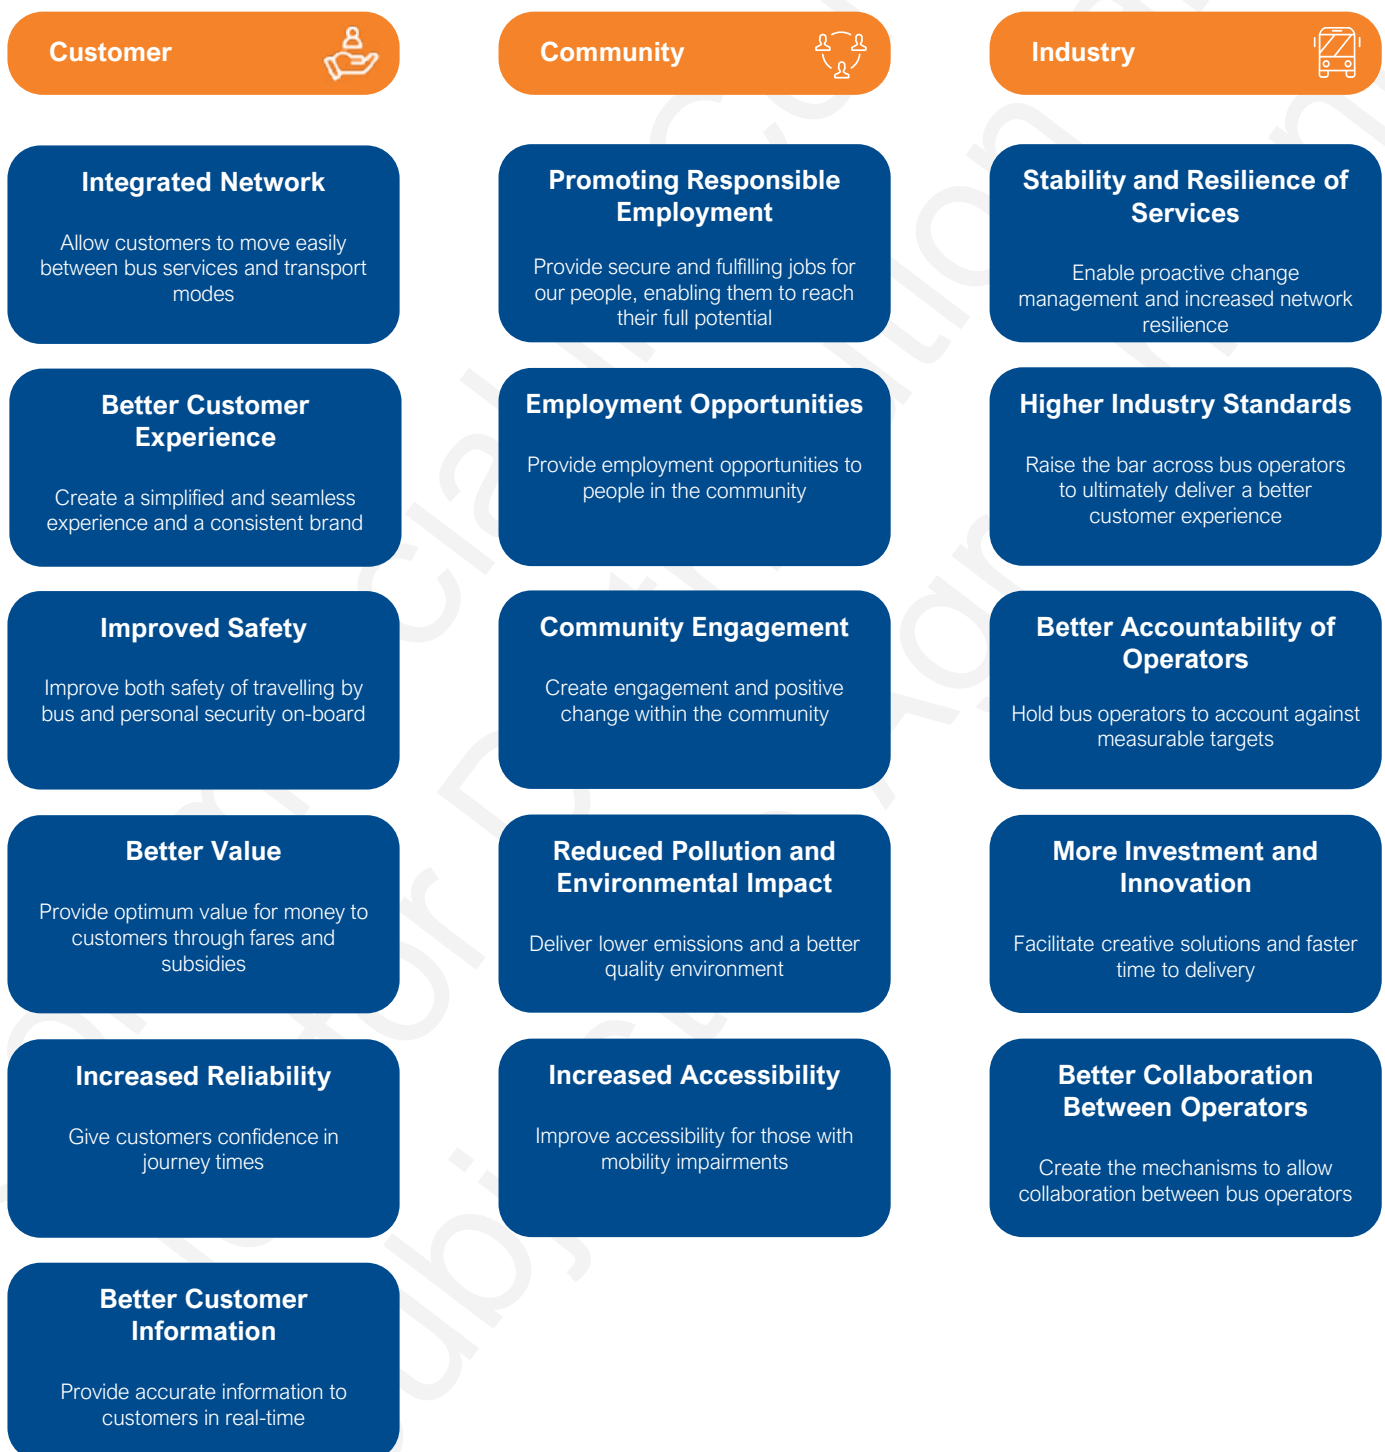 Customer
Integrated Network
Allow customers to move easily
between bus services and transport
modes
Better Customer
Experience
Create a simplified and seamless
experience and a consistent brand
Improved Safety
Improve both safety of travelling by
bus and personal security on-board
Better Value
Provide optimum value for money to
customers through fares and
subsidies
Increased Reliability
Give customers confidence in
journey times
Better Customer
Information
Provide accurate information to
customers in real-time
Community
Promoting Responsible
Employment
Provide secure and fulfilling jobs for
our people, enabling them to reach
their full potential
Employment Opportunities
Provide employment opportunities to
people in the community
Community Engagement
Create engagement and positive
change within the community
Reduced Pollution and
Environmental Impact
Deliver lower emissions and a better
quality environment
Increased Accessibility
Improve accessibility for those with
mobility impairments
Industry
Stability and Resilience of
Services
Enable proactive change
management and increased network
resilience
Higher Industry Standards
Raise the bar across bus operators
to ultimately deliver a better
customer experience
Better Accountability of
Operators
Hold bus operators to account against
measurable targets
More Investment and
Innovation
Facilitate creative solutions and faster
time to delivery
Better Collaboration
Between Operators
Create the mechanisms to allow
collaboration between bus operators